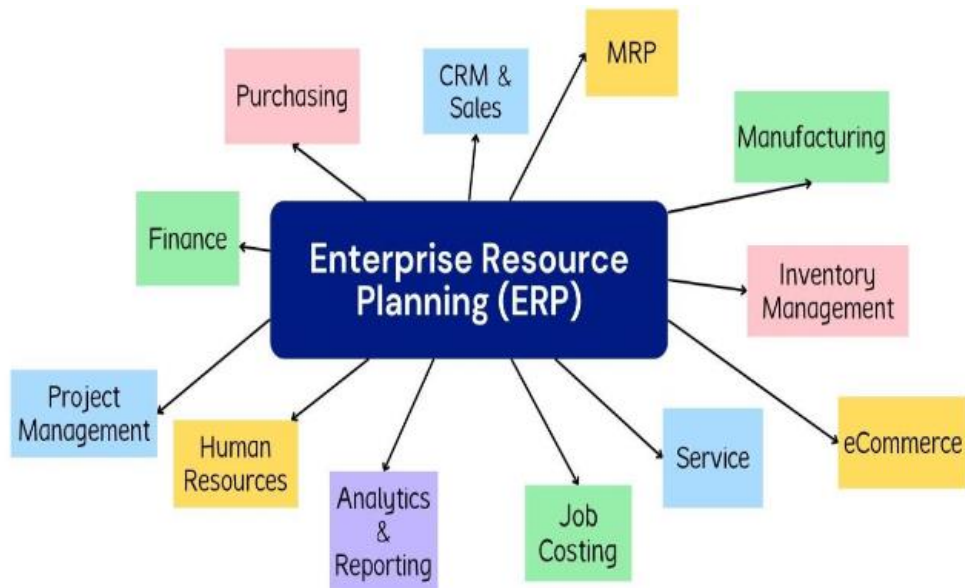 MRP
CRM &
Sales
Purchasing
Manufacturing
Finance
Enterprise Resource
Planning (ERP)
Inventory
Management
Project
Management
Human
Resources
Analytics
&
Reporting
Job
Costing
Service
eCommerce